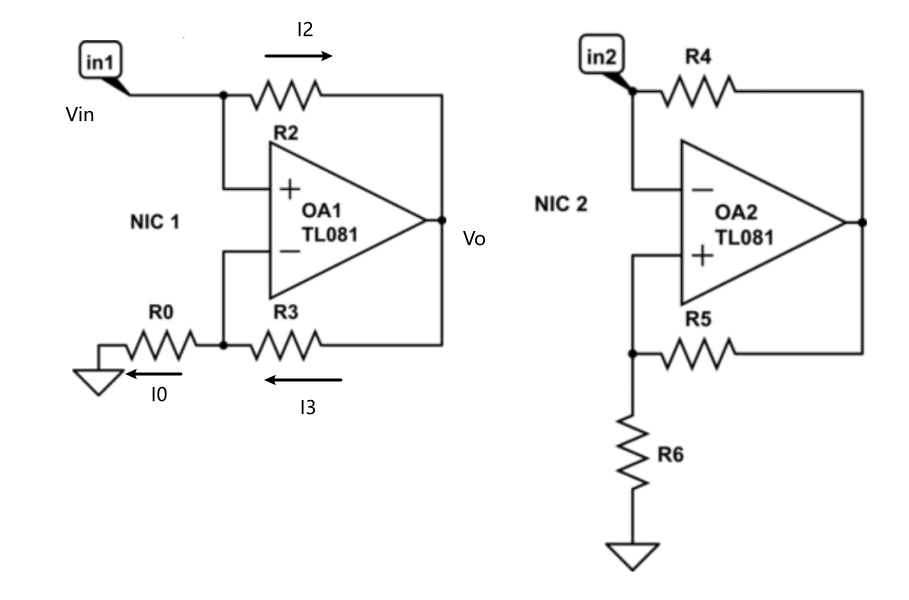 I2
in1
Vin
R2
+
OA1
TL081
NIC 1
Vo
−
R0
R3
I0
I3
in2
R4
−
NIC 2
OA2
TL081
+
R5
R6